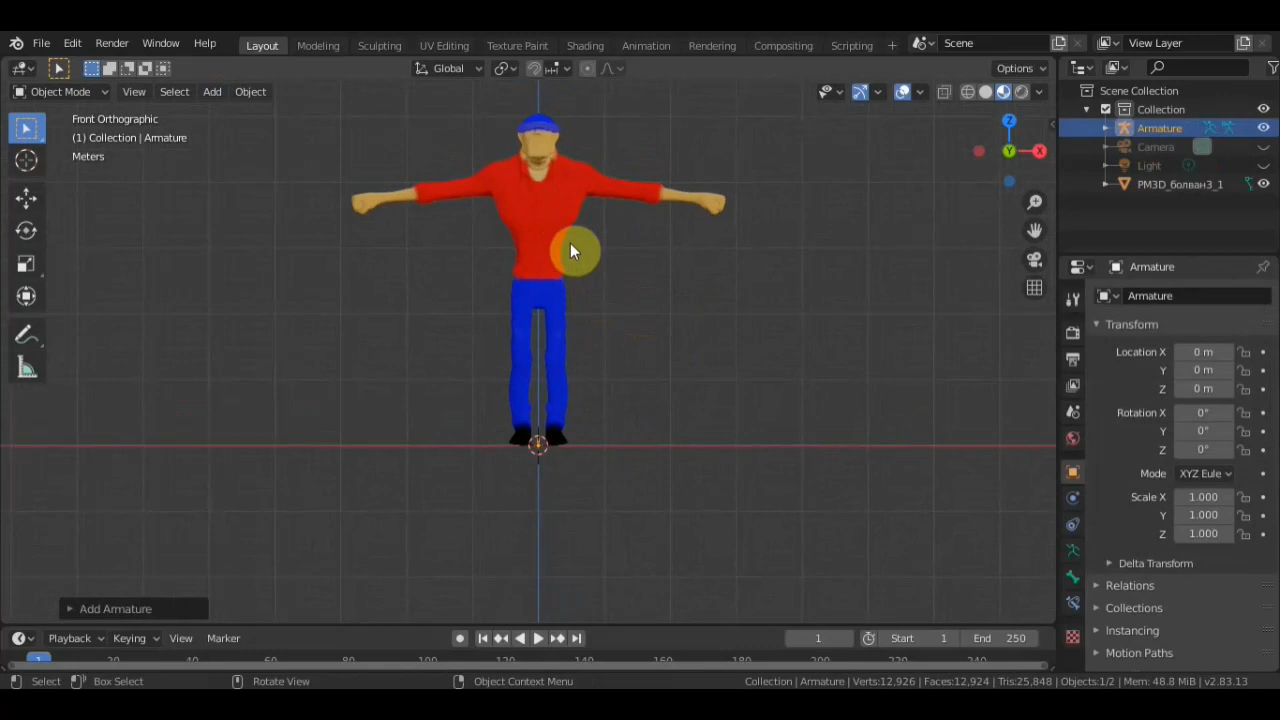 File Edit Render Window Help Layout Modeling Sculpting UV Editing Texture Paint Shading Animation Rendering Compositing Scripting + Scene View Layer
Global Options
Object Mode View Select Add Object
Front Orthographic
(1) Collection | Armature
Meters
Z
Y
X
Scene Collection
Collection
Armature
Camera
Light
PM3D_болван3_1
Armature
Armature
Transform
Location X 0 m
Y 0 m
Z 0 m
Rotation X 0°
Y 0°
Z 0°
Mode XYZ Eule
Scale X 1.000
Y 1.000
Z 1.000
Delta Transform
Relations
Collections
Instancing
Motion Paths
Add Armature
Playback Keying View Marker 1 Start 1 End 250
1 20 40 60 80 100 120 140 160 180 200 220 240
Select Box Select Rotate View Object Context Menu Collection | Armature | Verts:12,926 | Faces:12,924 | Tris:25,848 | Objects:1/2 | Mem: 48.8 MiB | v2.83.13